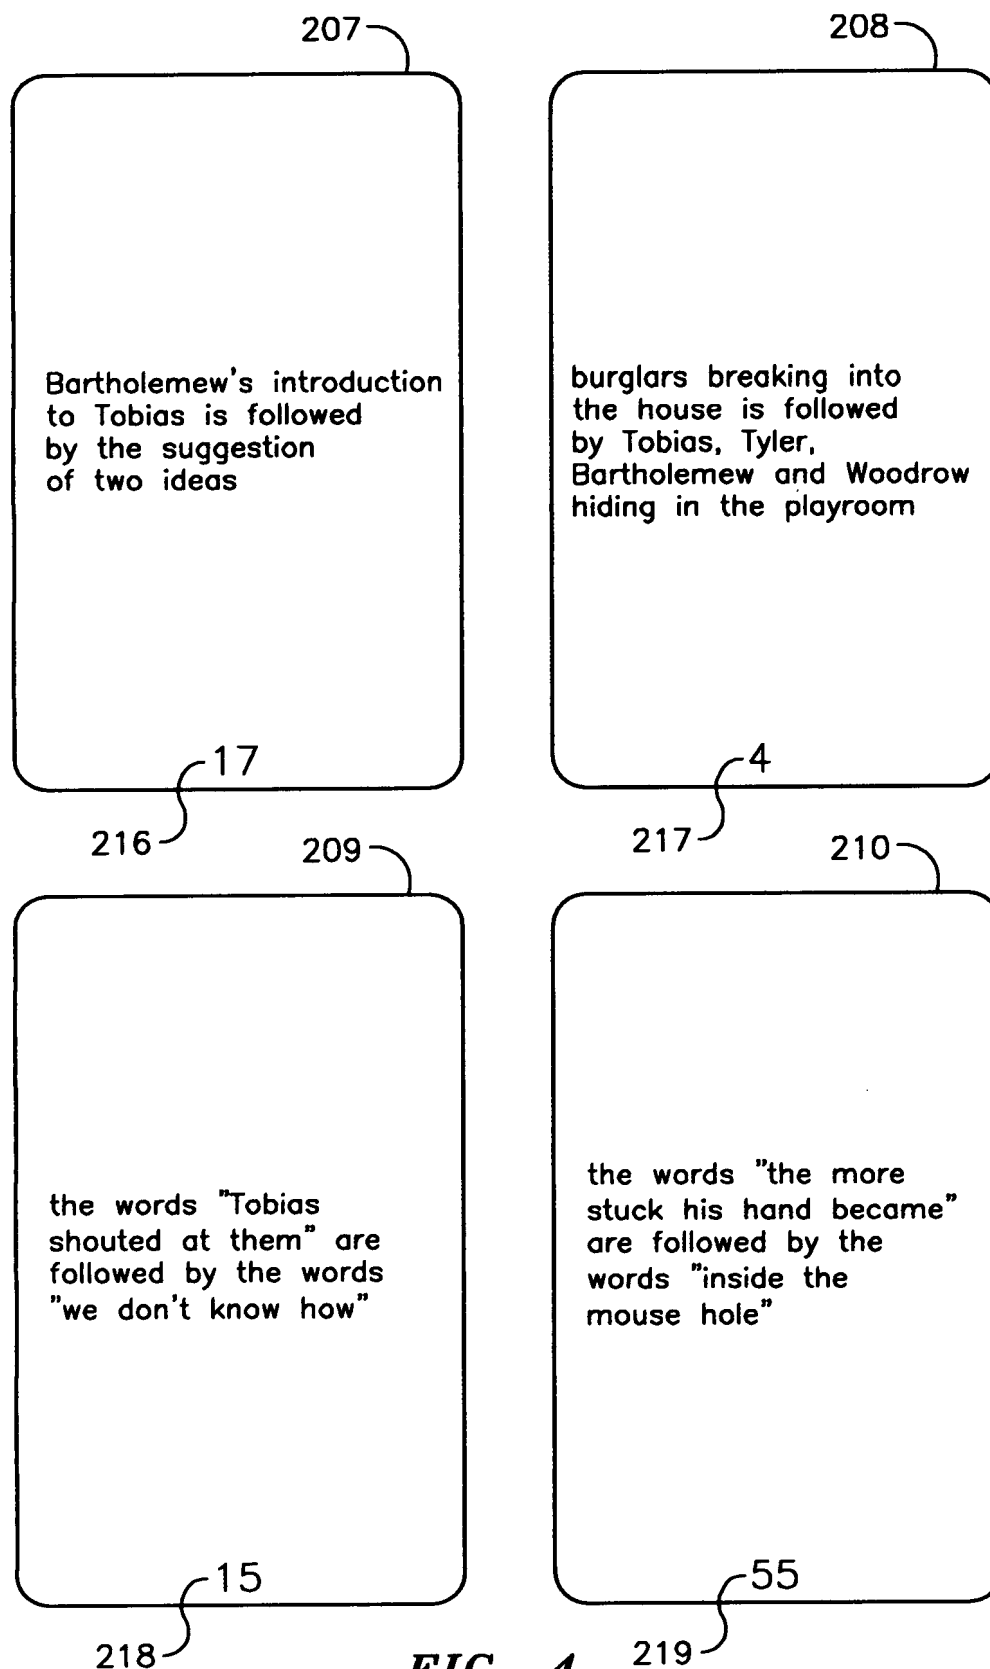 207
Bartholemew's introduction
to Tobias is followed
by the suggestion
of two ideas
17
216
208
burglars breaking into
the house is followed
by Tobias, Tyler,
Bartholemew and Woodrow
hiding in the playroom
4
217
209
the words "Tobias
shouted at them" are
followed by the words
"we don't know how"
15
218
210
the words "the more
stuck his hand became"
are followed by the
words "inside the
mouse hole"
55
219
FIG. 4